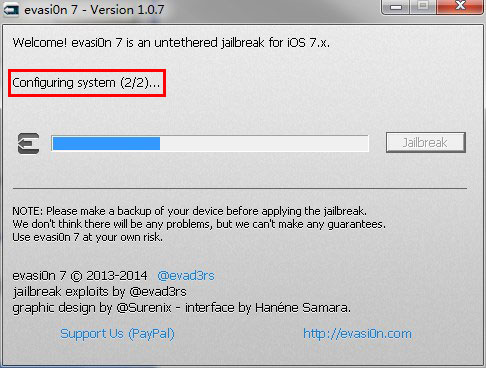 evasi0n 7 - Version 1.0.7
Welcome! evasi0n 7 is an untethered jailbreak for iOS 7.x.
Configuring system (2/2)...
Jailbreak
NOTE: Please make a backup of your device before applying the jailbreak.
We don't think there will be any problems, but we can't make any guarantees.
Use evasi0n 7 at your own risk.
evasi0n 7 © 2013-2014 @evad3rs
jailbreak exploits by @evad3rs
graphic design by @Surenix - interface by Hanéne Samara.
Support Us (PayPal) http://evasi0n.com